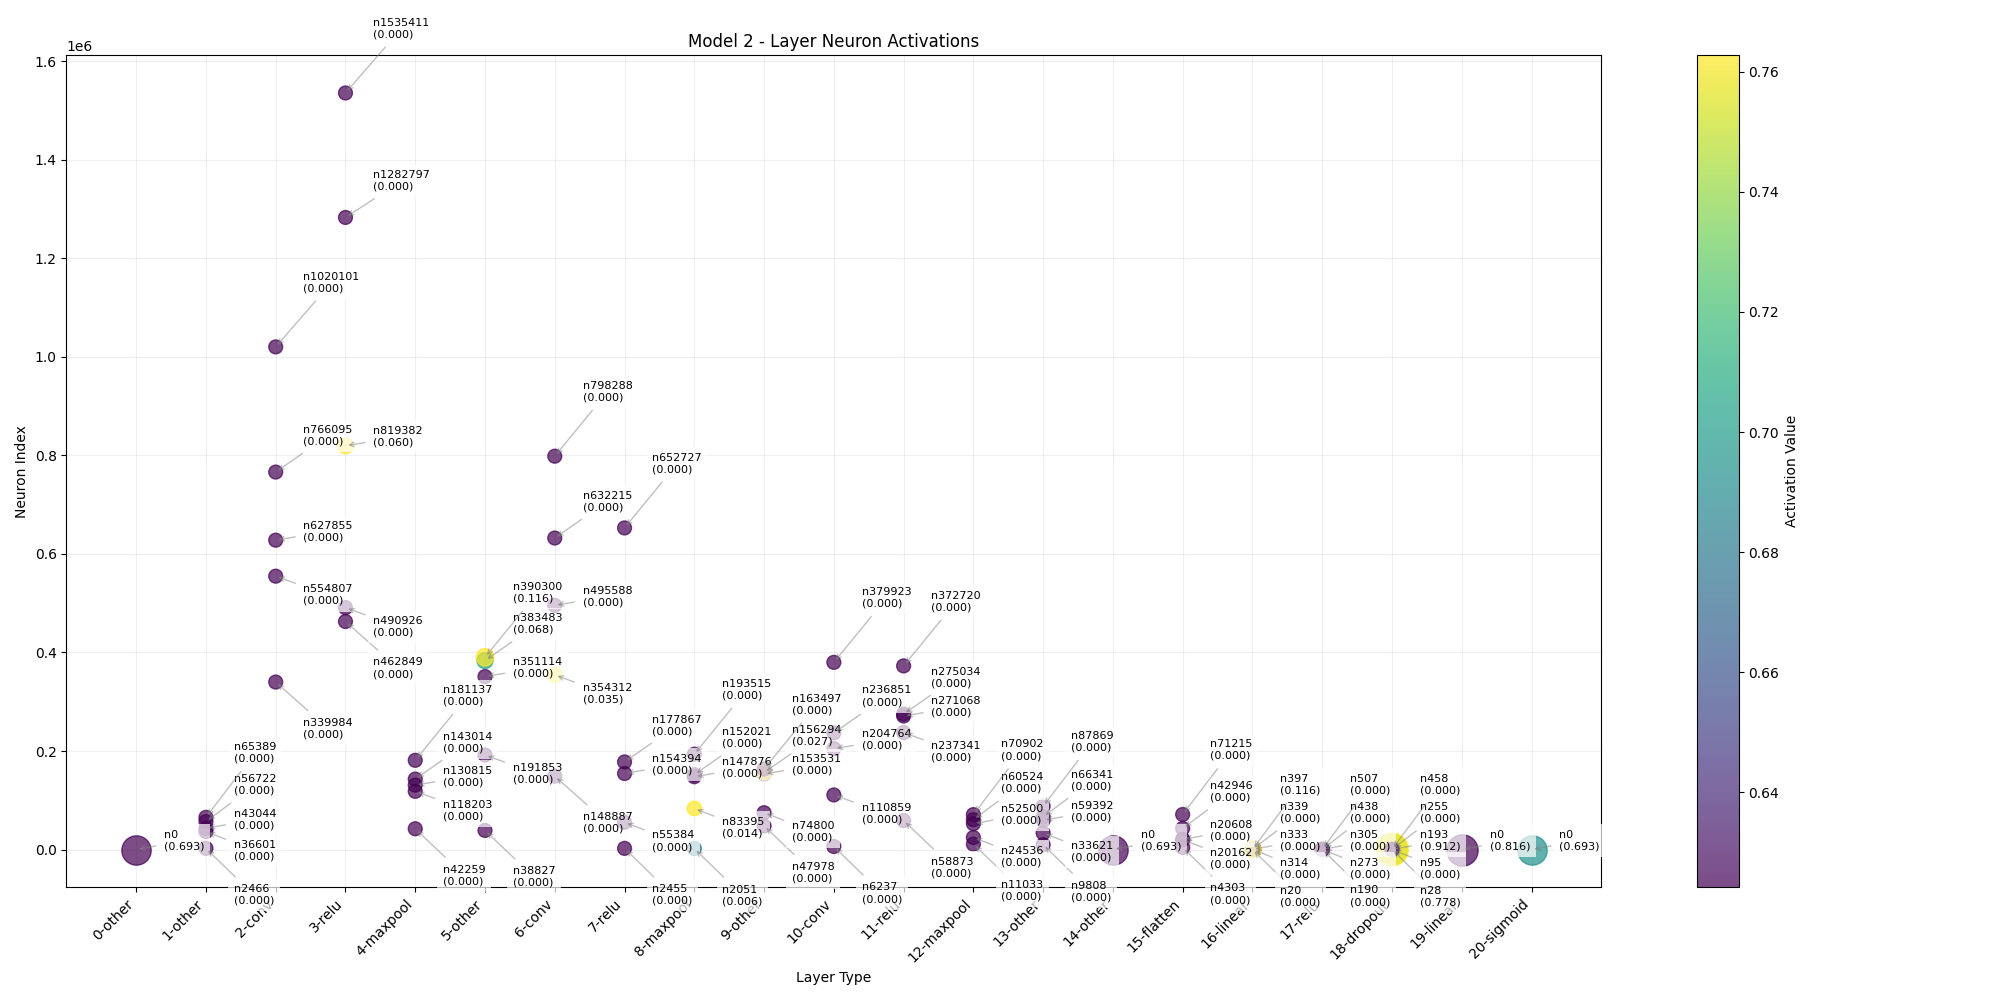 Model 2 - Layer Neuron Activations
1e6
1.6
1.4
1.2
1.0
0.8
0.6
0.4
0.2
0.0
Neuron Index
n0
(0.693)
n65389
(0.000)
n56722
(0.000)
n43044
(0.000)
n36601
(0.000)
n2466
(0.000)
n1020101
(0.000)
n766095
(0.000)
n627855
(0.000)
n554807
(0.000)
n339984
(0.000)
n1535411
(0.000)
n1282797
(0.000)
n819382
(0.060)
n490926
(0.000)
n462849
(0.000)
n181137
(0.000)
n143014
(0.000)
n130815
(0.000)
n118203
(0.000)
n42259
(0.000)
n390300
(0.116)
n383483
(0.068)
n351114
(0.000)
n191853
(0.000)
n38827
(0.000)
n798288
(0.000)
n632215
(0.000)
n495588
(0.000)
n354312
(0.035)
n148887
(0.000)
n652727
(0.000)
n177867
(0.000)
n154394
(0.000)
n55384
(0.000)
n2455
(0.000)
n193515
(0.000)
n152021
(0.000)
n147876
(0.000)
n83395
(0.014)
n2051
(0.006)
n163497
(0.000)
n156294
(0.027)
n153531
(0.000)
n74800
(0.000)
n47978
(0.000)
n379923
(0.000)
n236851
(0.000)
n204764
(0.000)
n110859
(0.000)
n6237
(0.000)
n372720
(0.000)
n275034
(0.000)
n271068
(0.000)
n237341
(0.000)
n58873
(0.000)
n70902
(0.000)
n60524
(0.000)
n52500
(0.000)
n24536
(0.000)
n11033
(0.000)
n87869
(0.000)
n66341
(0.000)
n59392
(0.000)
n33621
(0.000)
n9808
(0.000)
n0
(0.693)
n71215
(0.000)
n42946
(0.000)
n20608
(0.000)
n20162
(0.000)
n4303
(0.000)
n397
(0.116)
n339
(0.000)
n333
(0.000)
n314
(0.000)
n20
(0.000)
n507
(0.000)
n438
(0.000)
n305
(0.000)
n273
(0.000)
n190
(0.000)
n458
(0.000)
n255
(0.000)
n193
(0.912)
n95
(0.000)
n28
(0.778)
n0
(0.816)
n0
(0.693)
0-other
1-other
2-conv
3-relu
4-maxpool
5-other
6-conv
7-relu
8-maxpool
9-other
10-conv
11-relu
12-maxpool
13-other
14-other
15-flatten
16-linear
17-relu
18-dropout
19-linear
20-sigmoid
Layer Type
0.76
0.74
0.72
0.70
0.68
0.66
0.64
Activation Value